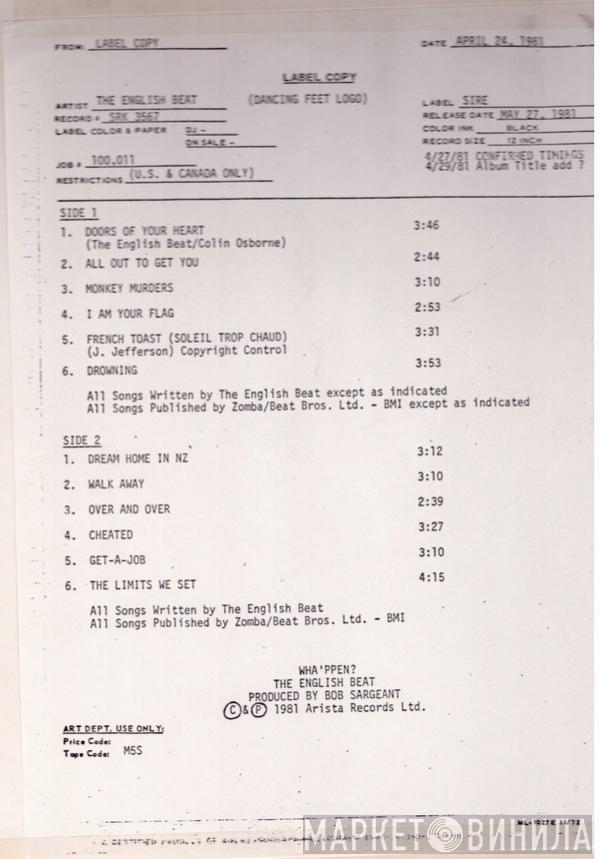 FROM: LABEL COPY DATE APRIL 24, 1981
LABEL COPY
ARTIST THE ENGLISH BEAT (DANCING FEET LOGO) LABEL SIRE
RECORD # SRK 3567 RELEASE DATE MAY 27, 1981
LABEL COLOR & PAPER DJ - COLOR INK BLACK
ON SALE - RECORD SIZE 12 INCH
JOB # 100,011 4/27/81 CONFIRMED TIMINGS
RESTRICTIONS (U.S. & CANADA ONLY) 4/29/81 Album Title add ?
SIDE 1
1. DOORS OF YOUR HEART 3:46
(The English Beat/Colin Osborne)
2. ALL OUT TO GET YOU 2:44
3. MONKEY MURDERS 3:10
4. I AM YOUR FLAG 2:53
5. FRENCH TOAST (SOLEIL TROP CHAUD) 3:31
(J. Jefferson) Copyright Control
6. DROWNING 3:53
All Songs Written by The English Beat except as indicated
All Songs Published by Zomba/Beat Bros. Ltd. - BMI except as indicated
SIDE 2
1. DREAM HOME IN NZ 3:12
2. WALK AWAY 3:10
3. OVER AND OVER 2:39
4. CHEATED 3:27
5. GET-A-JOB 3:10
6. THE LIMITS WE SET 4:15
All Songs Written by The English Beat
All Songs Published by Zomba/Beat Bros. Ltd. - BMI
WHA'PPEN?
THE ENGLISH BEAT
PRODUCED BY BOB SARGEANT
Ⓒ&Ⓟ 1981 Arista Records Ltd.
ART DEPT. USE ONLY:
Price Code:
Tape Code: M5S
МАРКЕТ ВИНИЛА